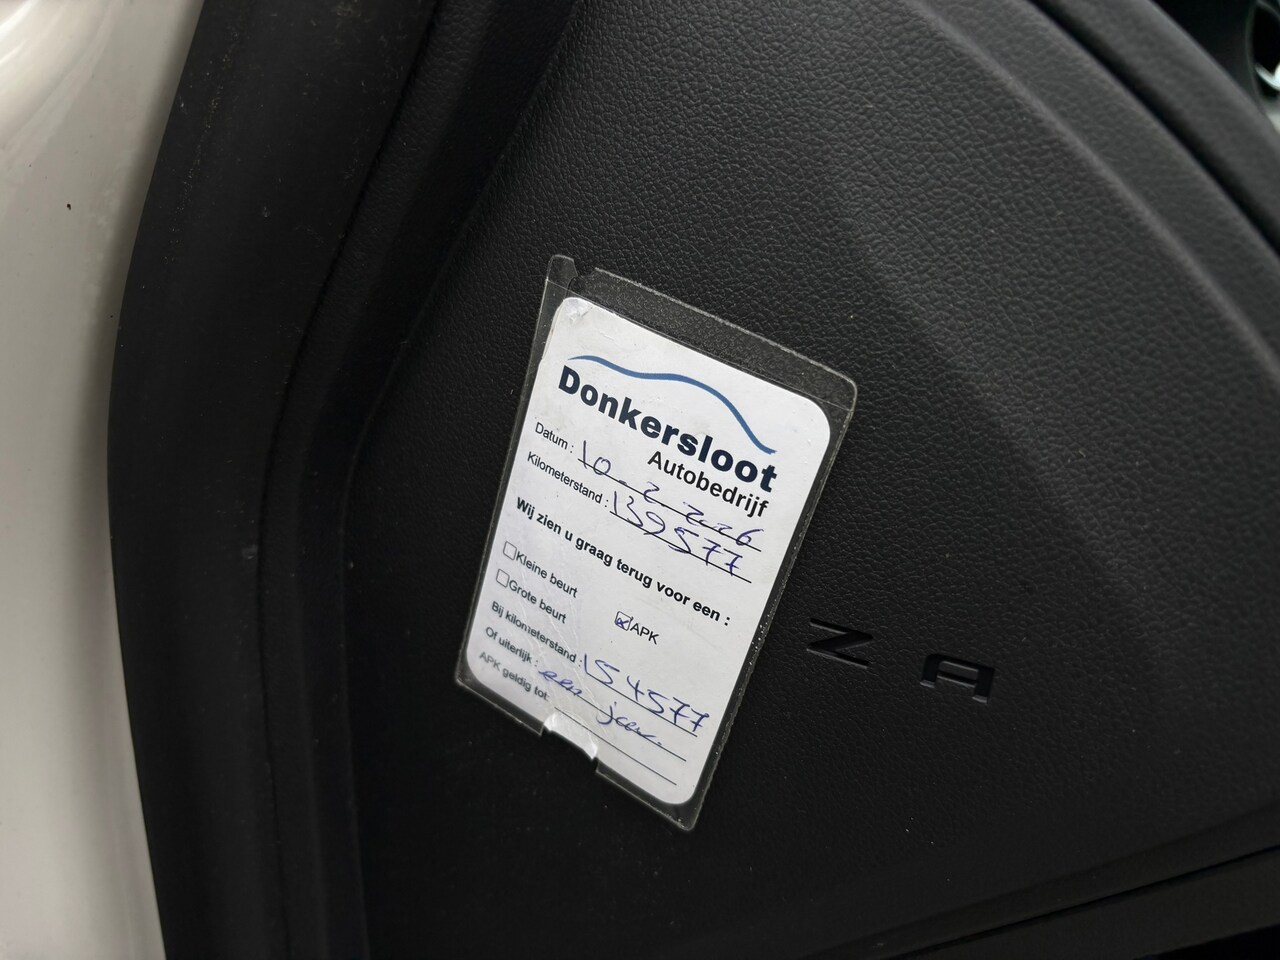 Donkersloot
Autobedrijf
Datum : 10-2-2026
Kilometerstand : 139577
Wij zien u graag terug voor een :
Kleine beurt
Grote beurt
APK
Bij kilometerstand : 154577
Of uiterlijk : een jaar.
APK geldig tot:
Z A